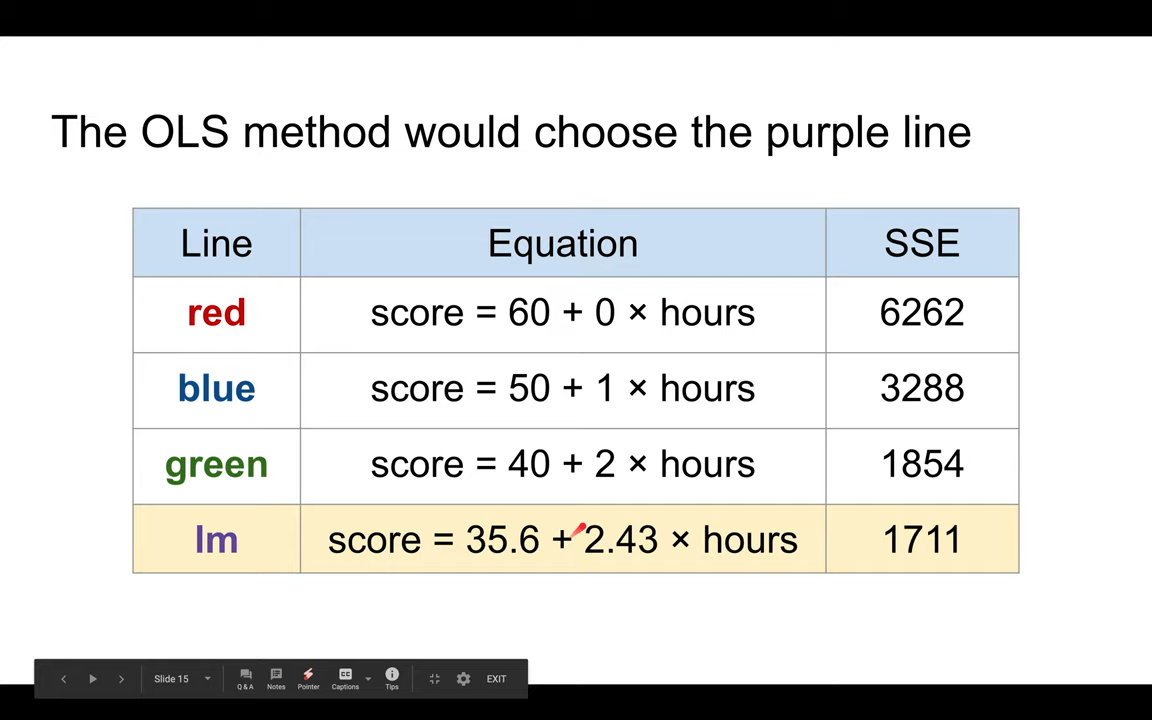 The OLS method would choose the purple line
Line Equation SSE
red score = 60 + 0 × hours 6262
blue score = 50 + 1 × hours 3288
green score = 40 + 2 × hours 1854
lm score = 35.6 + 2.43 × hours 1711
Slide 15 Q & A Notes Pointer CC Captions Tips EXIT